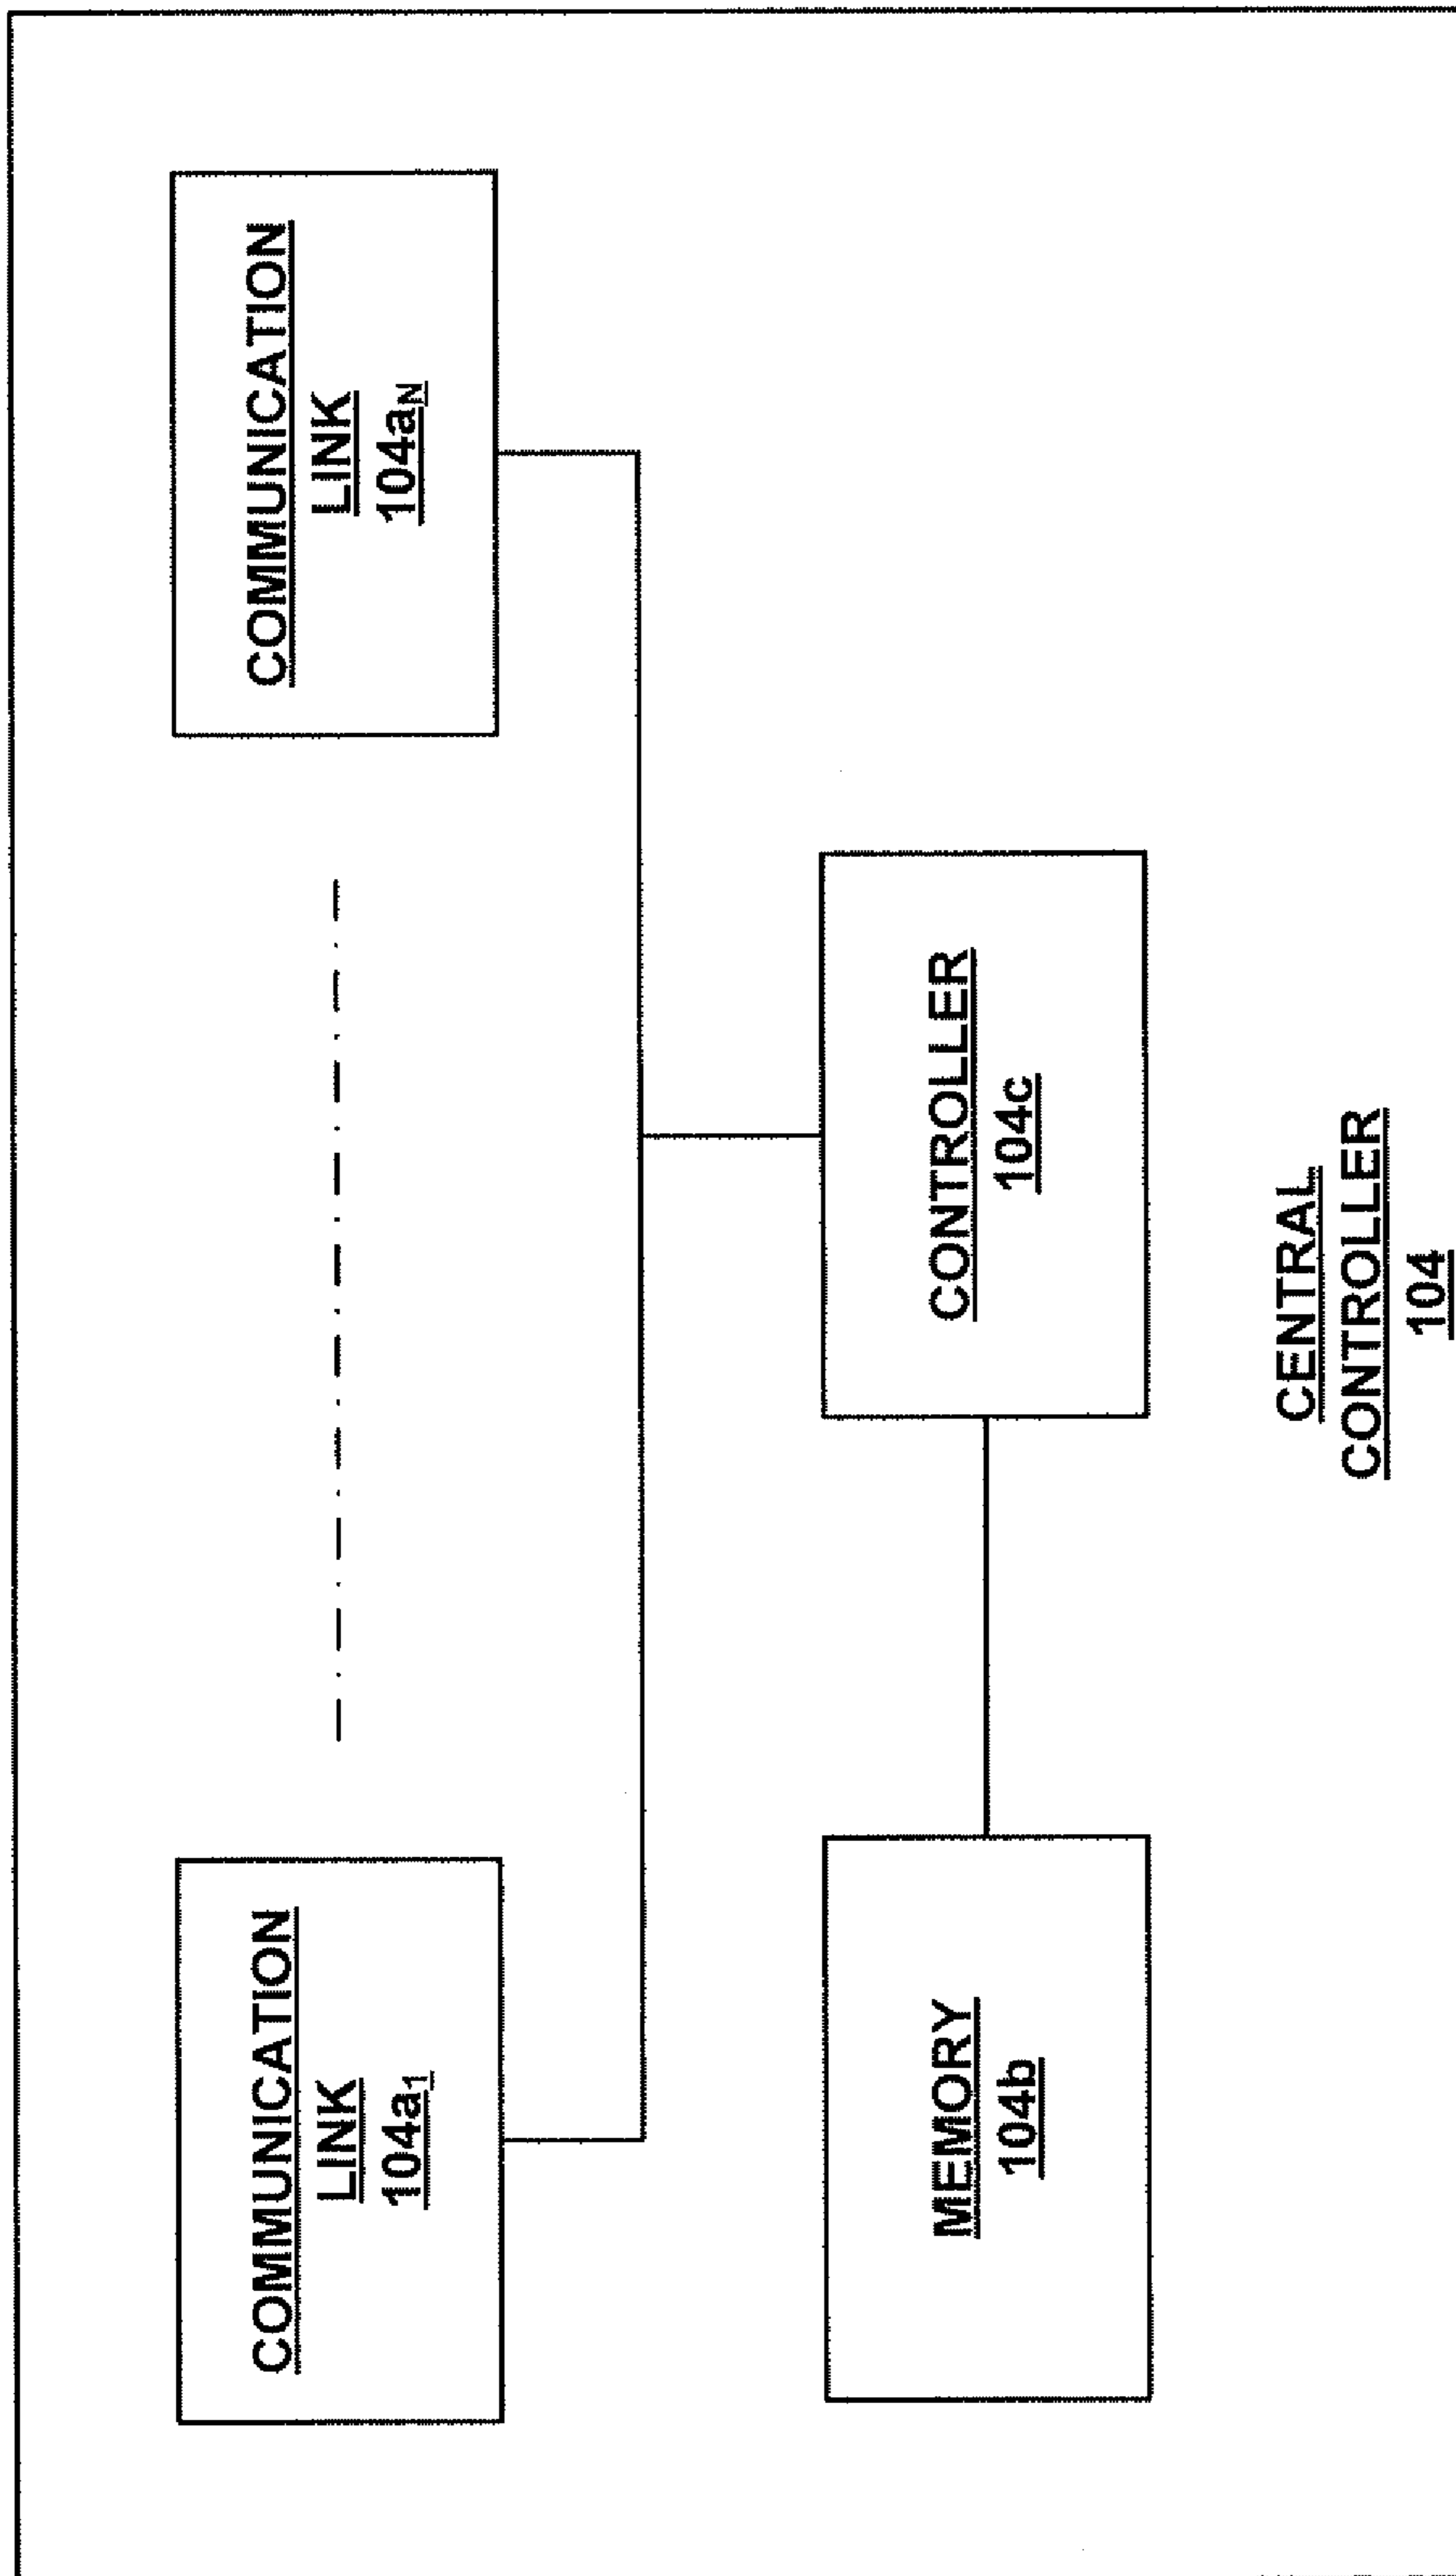 COMMUNICATION
LINK
104a1
COMMUNICATION
LINK
104aN
MEMORY
104b
CONTROLLER
104c
CENTRAL
CONTROLLER
104